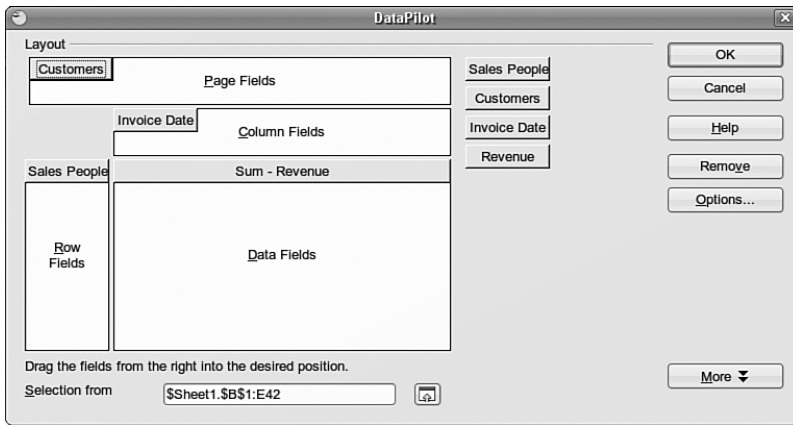 DataPilot
Layout
Customers
Page Fields
Sales People
Customers
Invoice Date
Revenue
Invoice Date
Column Fields
Sales People
Sum - Revenue
Row
Fields
Data Fields
OK
Cancel
Help
Remove
Options...
Drag the fields from the right into the desired position.
Selection from
$Sheet1.$B$1:E42
More